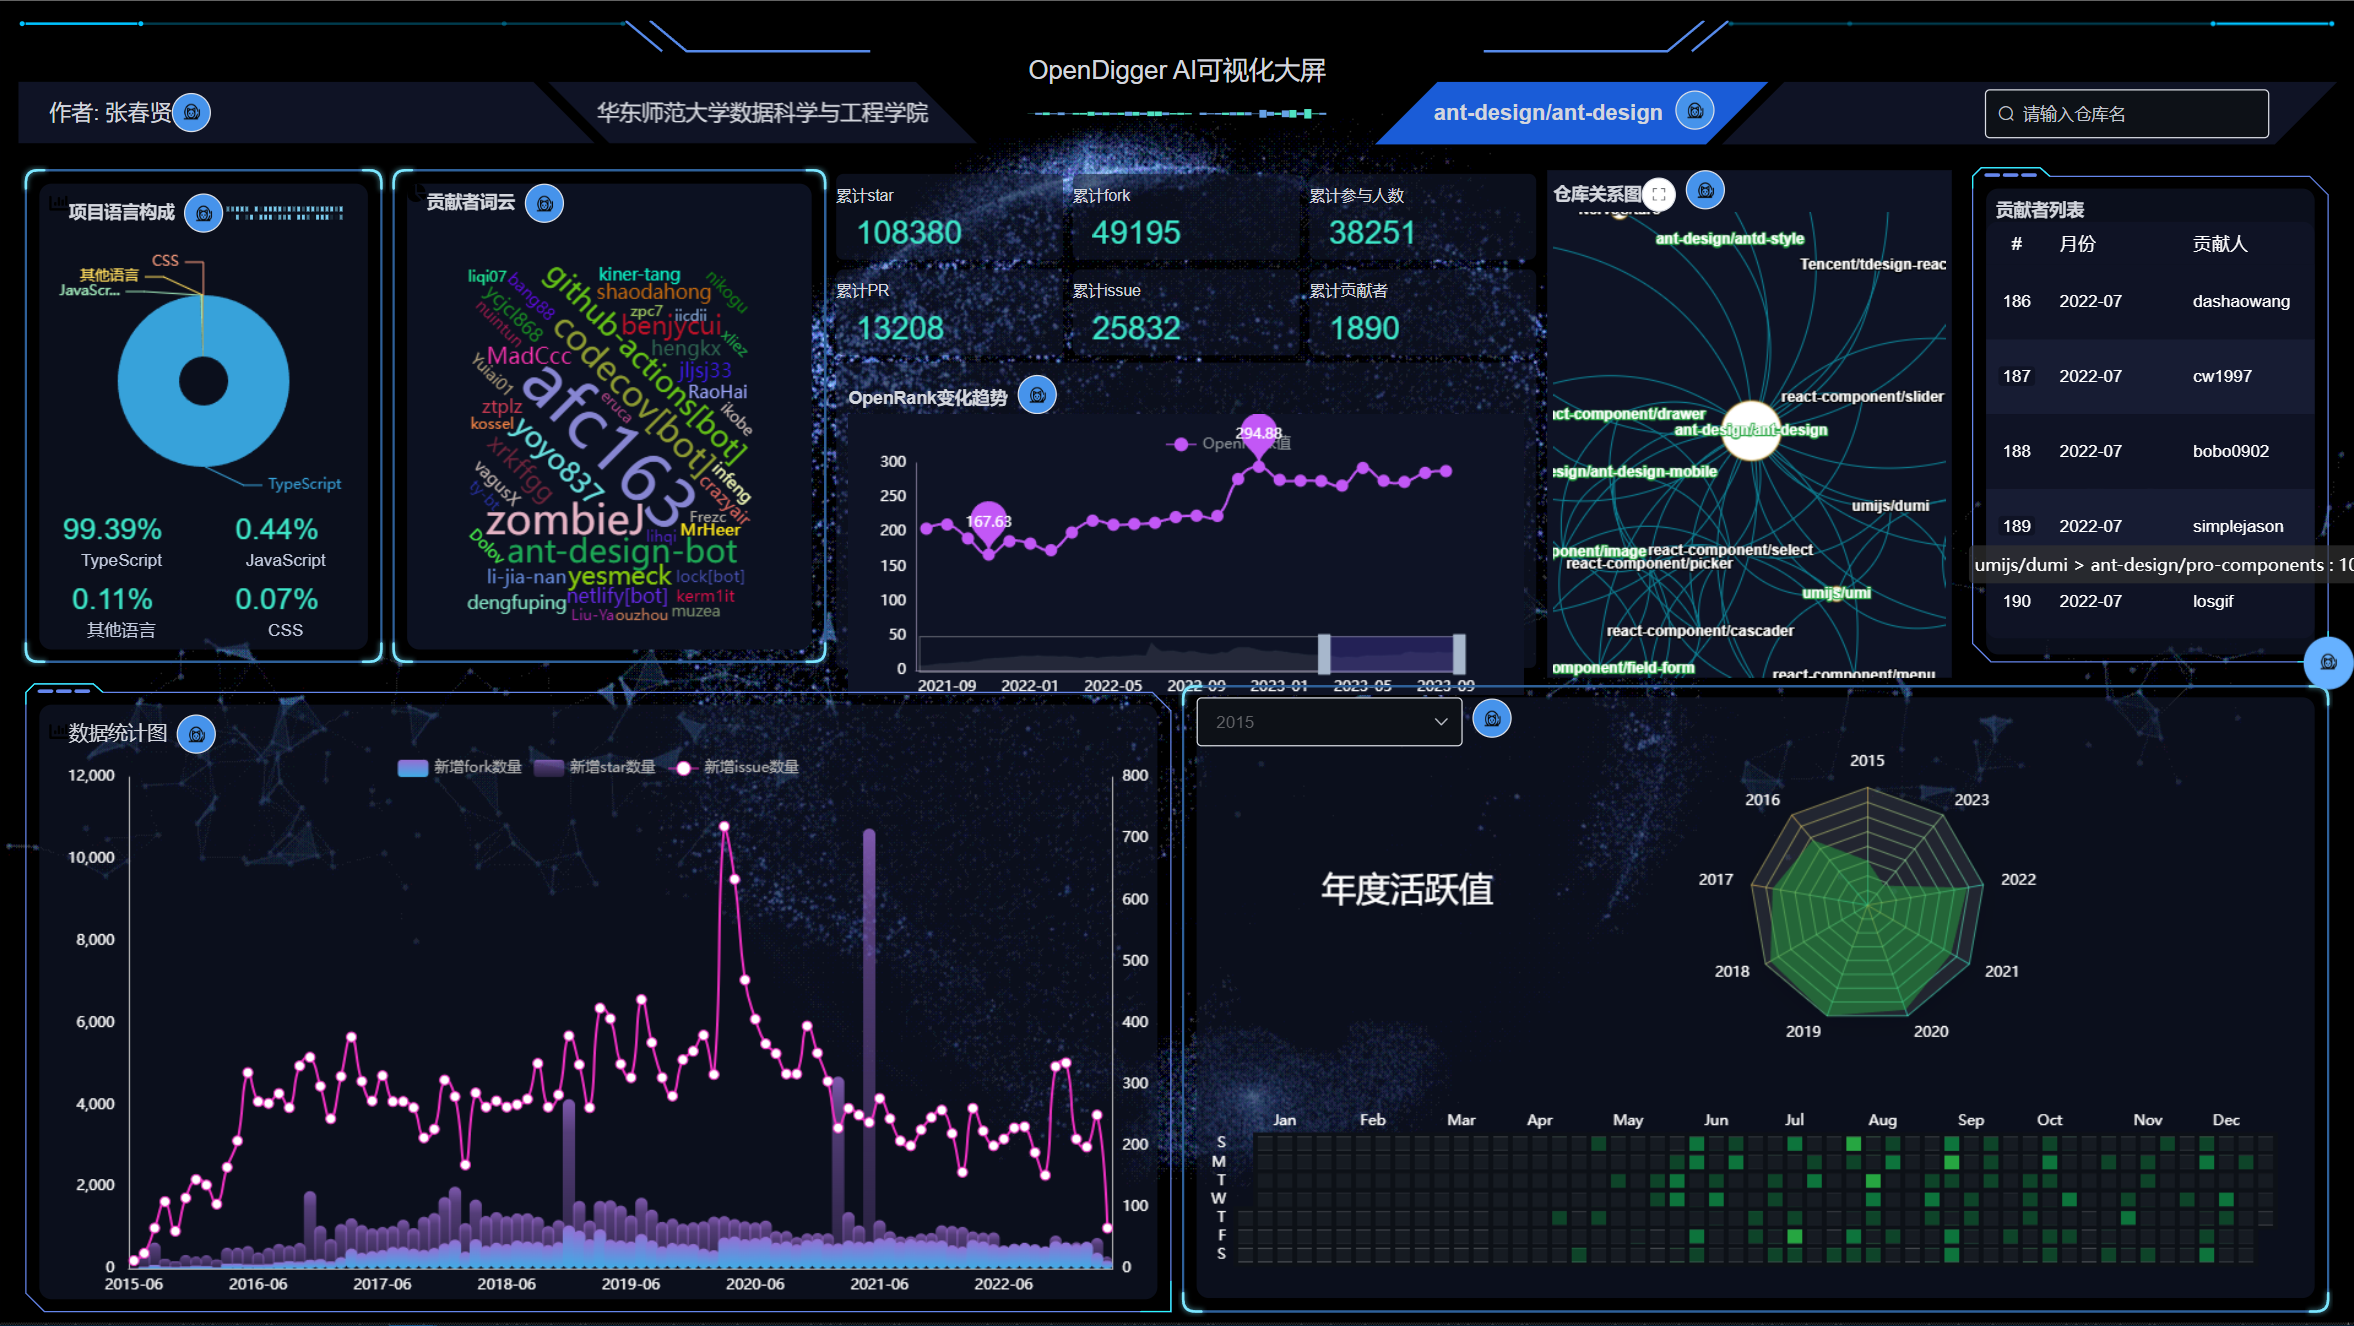 OpenDigger AI可视化大屏
作者: 张春贤
华东师范大学数据科学与工程学院
ant-design/ant-design
请输入仓库名
项目语言构成
CSS
其他语言
JavaScr...
TypeScript
99.39%
0.44%
TypeScript
JavaScript
0.11%
0.07%
其他语言
CSS
贡献者词云
liqi07
bang88
github-actions[bot]
kiner-tang
nikogu
ycjcl868
shaodahong
nuintun
zpc7
jicdii
benjycui
xliez
codecov[bot]
hengkx
MadCcc
Yuiai01
jljsj33
afc163
RaoHai
eruca
ikobe
ztplz
kossel
yoyo837
xrkffgg
infeng
vagusX
crazyair
ty-bt
zombieJ
Frezc
MrHeer
lihqi
Dolov
ant-design-bot
li-jia-nan
yesmeck
lock[bot]
dengfuping
netlify[bot]
kerm1it
Liu-Ya
ouzhou
muzea
累计star
累计fork
累计参与人数
108380
49195
38251
累计PR
累计issue
累计贡献者
13208
25832
1890
OpenRank变化趋势
294.88
167.63
300
250
200
150
100
50
0
2021-09
2022-01
2022-05
2022-09
2023-01
2023-05
2023-09
仓库关系图
ant-design/antd-style
Tencent/tdesign-reac
react-component/slider
ct-component/drawer
ant-design/ant-design
esign/ant-design-mobile
umijs/dumi
ponent/image
react-component/select
react-component/picker
umijs/umi
react-component/cascader
omponent/field-form
react-component/menu
贡献者列表
# 月份 贡献人
186 2022-07 dashaowang
187 2022-07 cw1997
188 2022-07 bobo0902
189 2022-07 simplejason
umijs/dumi > ant-design/pro-components : 10
190 2022-07 losgif
数据统计图
新增fork数量
新增star数量
新增issue数量
12,000
10,000
8,000
6,000
4,000
2,000
0
800
700
600
500
400
300
200
100
0
2015-06
2016-06
2017-06
2018-06
2019-06
2020-06
2021-06
2022-06
2015
年度活跃值
2015
2016
2023
2017
2022
2018
2021
2019
2020
Jan Feb Mar Apr May Jun Jul Aug Sep Oct Nov Dec
S
M
T
W
T
F
S